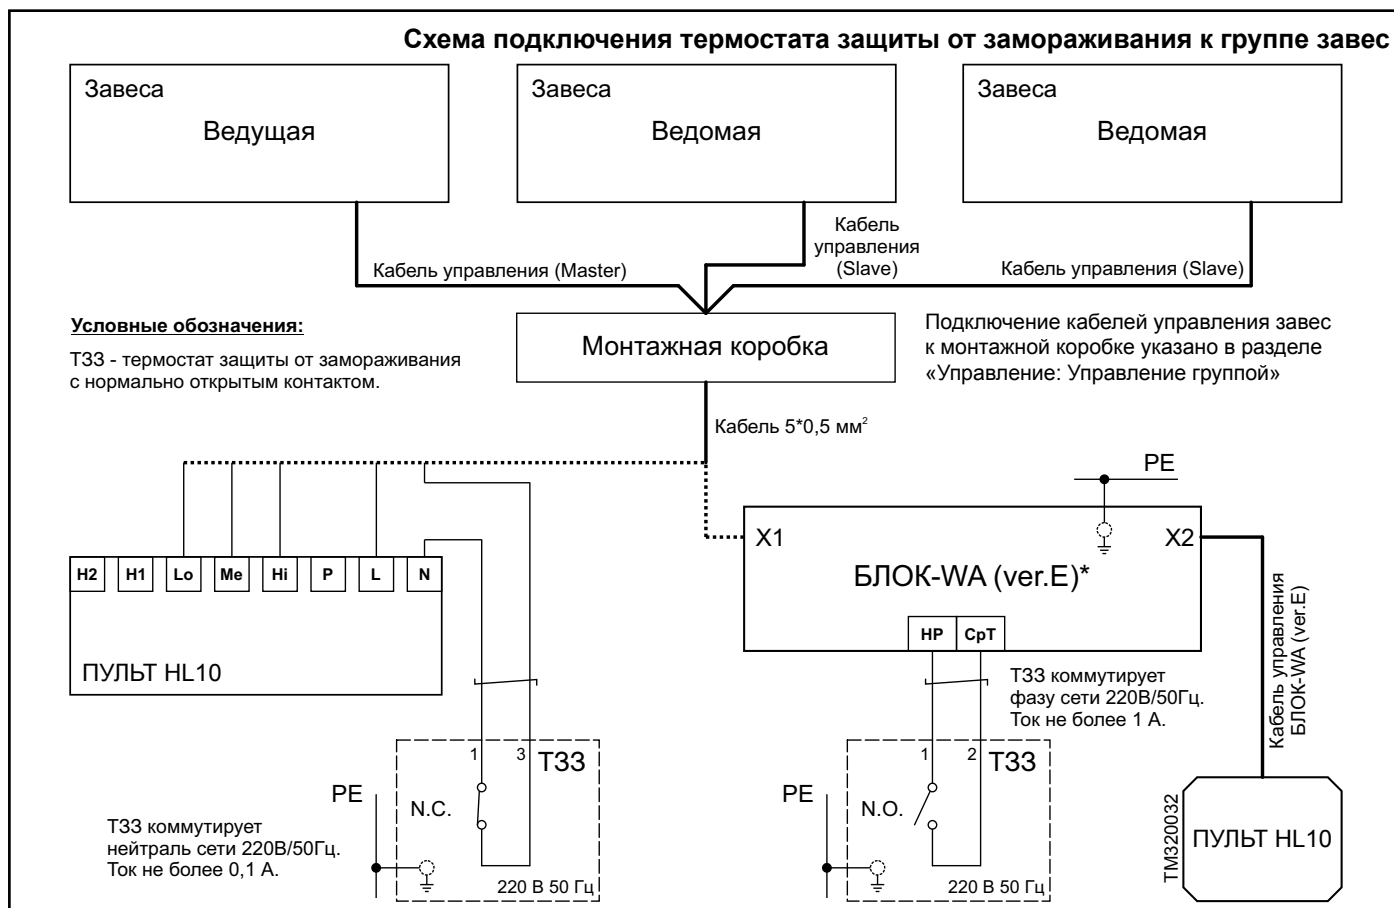 Схема подключения термостата защиты от замораживания к группе завес
Завеса
Ведущая
Завеса
Ведомая
Завеса
Ведомая
Кабель управления (Master)
Кабель
управления
(Slave)
Кабель управления (Slave)
Условные обозначения:
ТЗЗ - термостат защиты от замораживания
с нормально открытым контактом.
Монтажная коробка
Подключение кабелей управления завес
к монтажной коробке указано в разделе
«Управление: Управление группой»
Кабель 5*0,5 мм²
H2 H1 Lo Me Hi P L N
ПУЛЬТ HL10
PE
X1
X2
БЛОК-WA (ver.E)*
HP СрТ
ТЗЗ коммутирует
фазу сети 220В/50Гц.
Ток не более 1 А.
Кабель управления
БЛОК-WA (ver.E)
1 3 ТЗЗ
N.C.
PE
220 В 50 Гц
ТЗЗ коммутирует
нейтраль сети 220В/50Гц.
Ток не более 0,1 А.
1 2 ТЗЗ
N.O.
PE
220 В 50 Гц
TM320032
ПУЛЬТ HL10